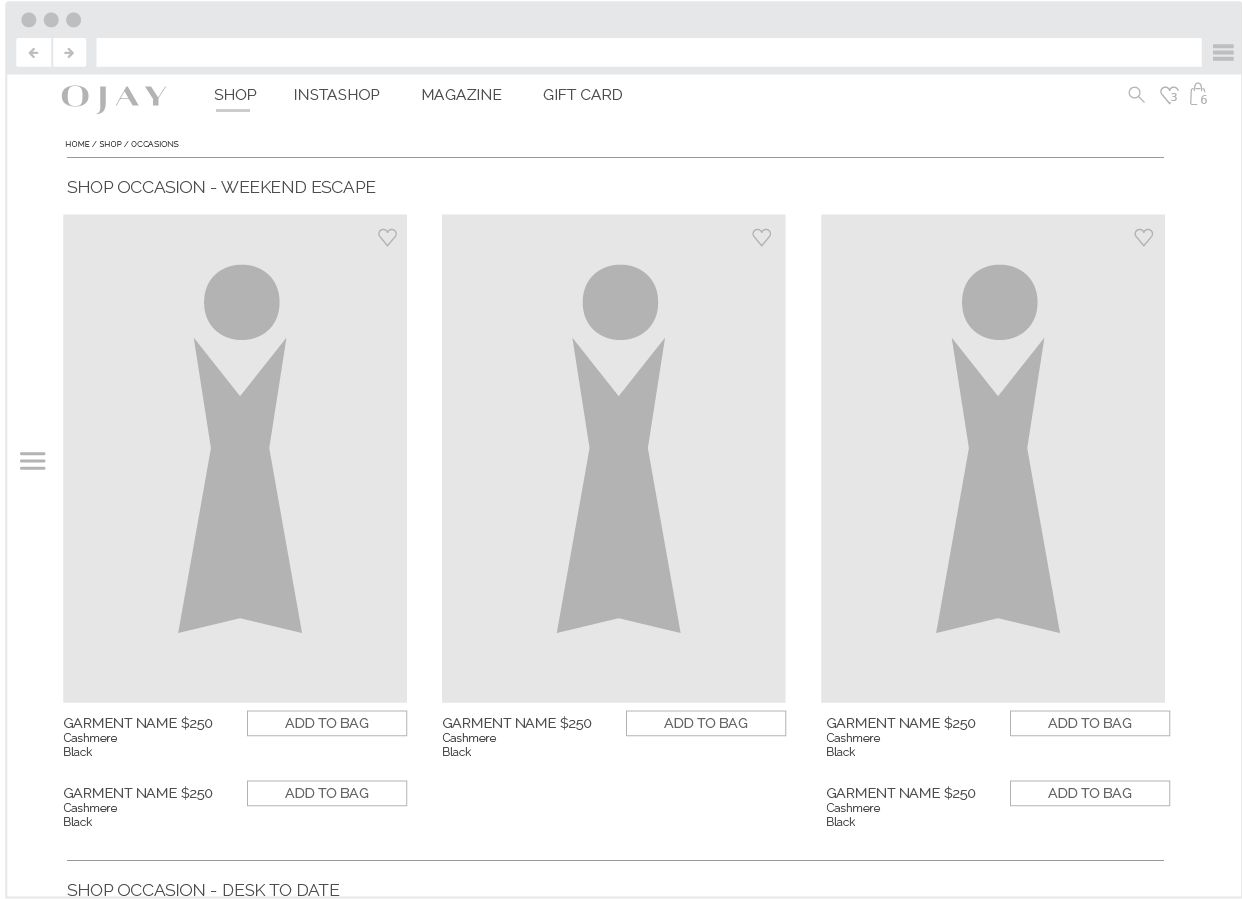 OJAY SHOP INSTASHOP MAGAZINE GIFT CARD 3 6
HOME / SHOP / OCCASIONS
SHOP OCCASION - WEEKEND ESCAPE
GARMENT NAME $250 ADD TO BAG
Cashmere
Black
GARMENT NAME $250 ADD TO BAG
Cashmere
Black
GARMENT NAME $250 ADD TO BAG
Cashmere
Black
GARMENT NAME $250 ADD TO BAG
Cashmere
Black
GARMENT NAME $250 ADD TO BAG
Cashmere
Black
SHOP OCCASION - DESK TO DATE